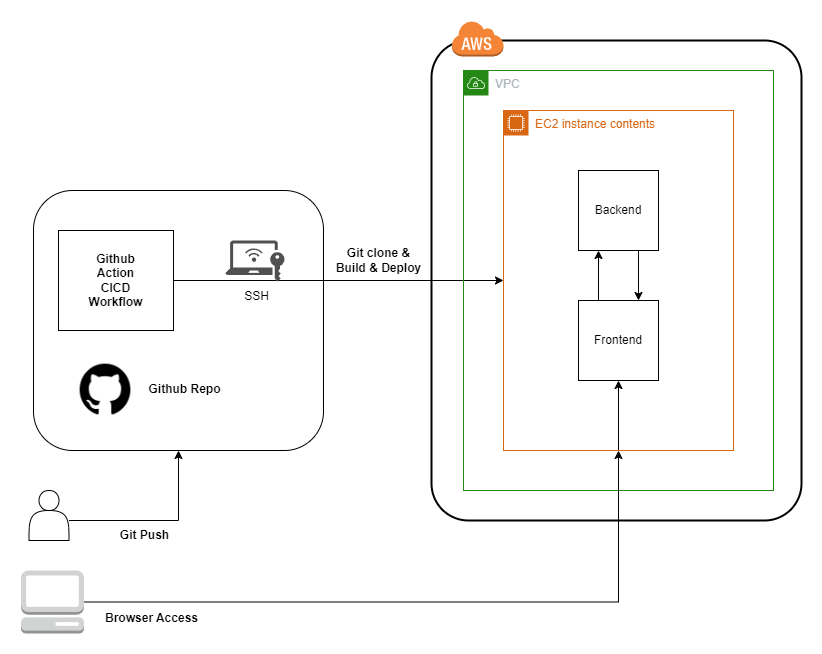 AWS
VPC
EC2 instance contents
Backend
Frontend
Git clone &
Build & Deploy
Github
Action
CICD
Workflow
SSH
Github Repo
Git Push
Browser Access